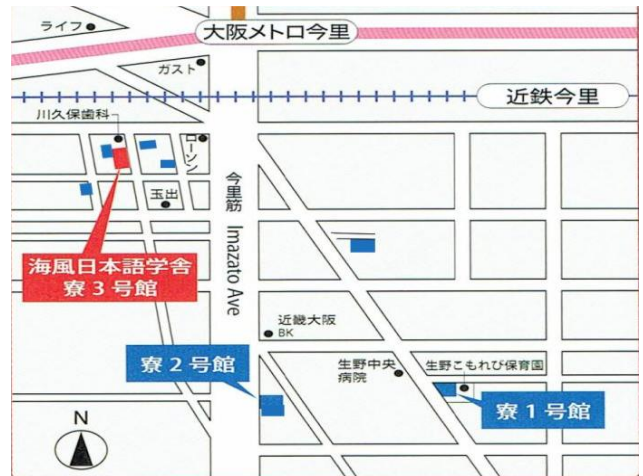 ライフ
大阪メトロ今里
ガスト
近鉄今里
川久保歯科
ローソン
玉出
今里筋 Imazato Ave
海風日本語学舎
寮3号館
近畿大阪
BK
寮2号館
生野中央
病院
生野こもれび保育園
寮1号館
N